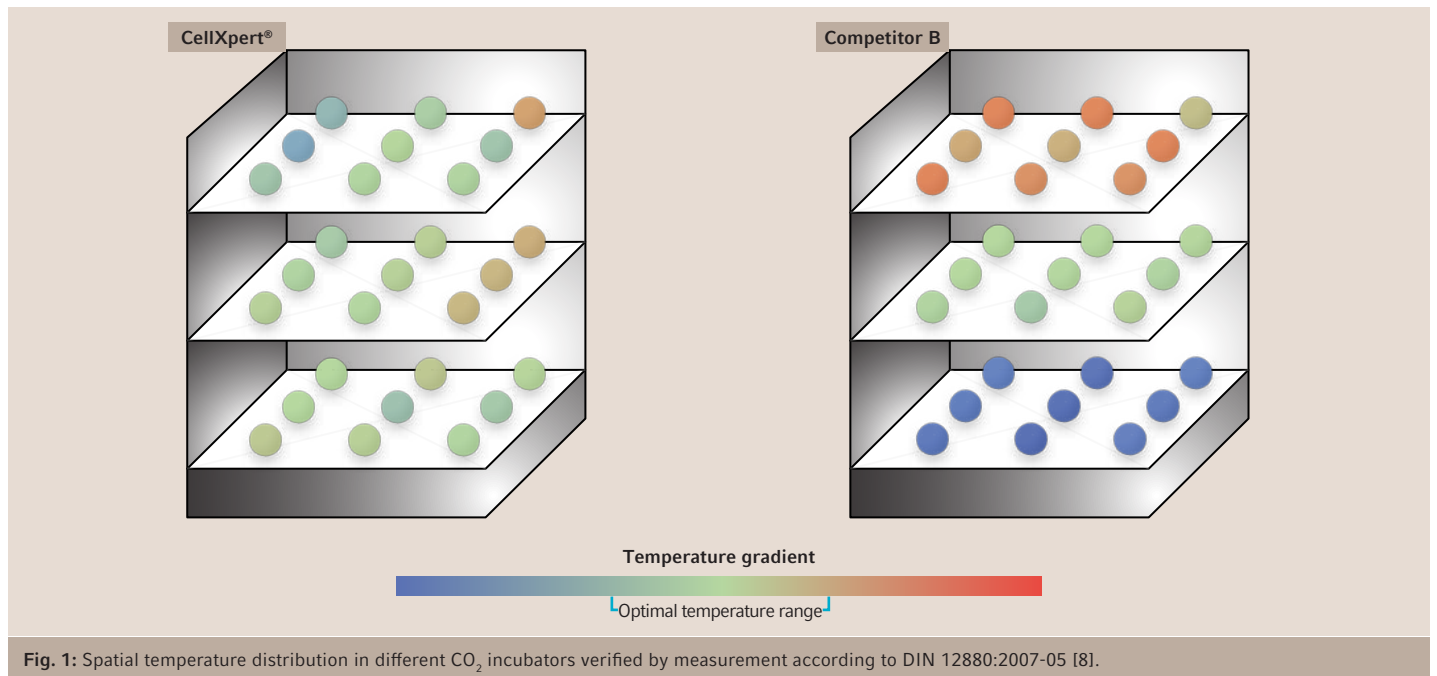 CellXpert®
Competitor B
Temperature gradient
Optimal temperature range
Fig. 1: Spatial temperature distribution in different CO₂ incubators verified by measurement according to DIN 12880:2007-05 [8].